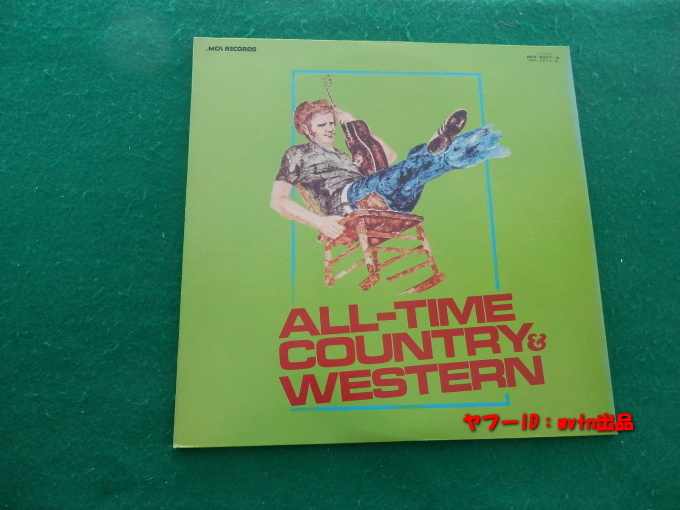 MCA RECORDS
ALL-TIME
COUNTRY &
WESTERN
ヤフーID：mvtn出品